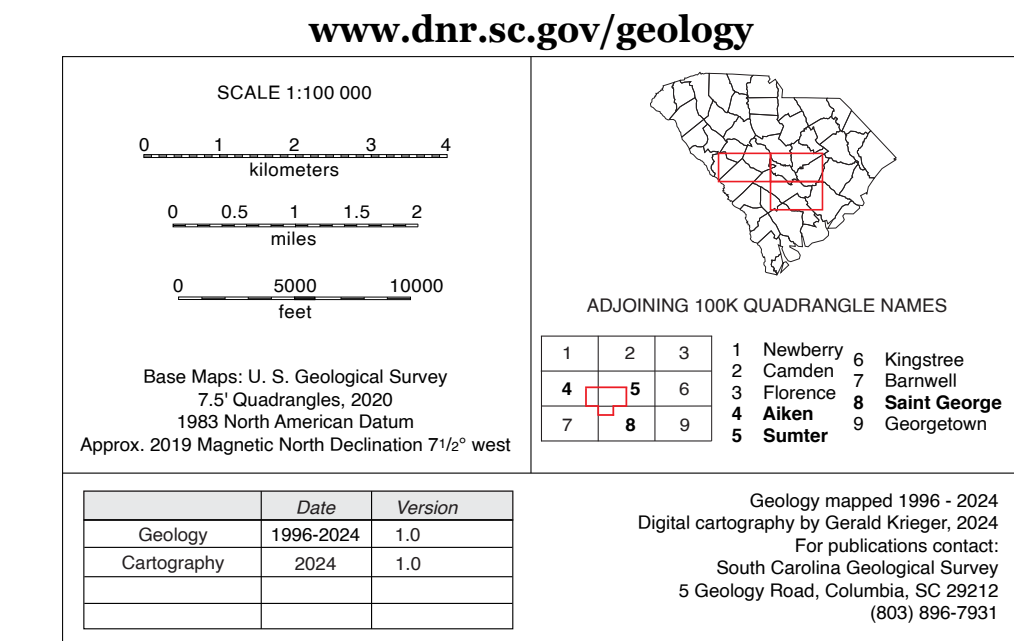 www.dnr.sc.gov/geology
SCALE 1:100 000
0 1 2 3 4
kilometers
0 0.5 1 1.5 2
miles
0 5000 10000
feet
Base Maps: U. S. Geological Survey
7.5' Quadrangles, 2020
1983 North American Datum
Approx. 2019 Magnetic North Declination 7 1/2° west
ADJOINING 100K QUADRANGLE NAMES
1 2 3
4 5 6
7 8 9
1 Newberry
2 Camden
3 Florence
4 Aiken
5 Sumter
6 Kingstree
7 Barnwell
8 Saint George
9 Georgetown
Date Version
Geology 1996-2024 1.0
Cartography 2024 1.0
Geology mapped 1996 - 2024
Digital cartography by Gerald Krieger, 2024
For publications contact:
South Carolina Geological Survey
5 Geology Road, Columbia, SC 29212
(803) 896-7931